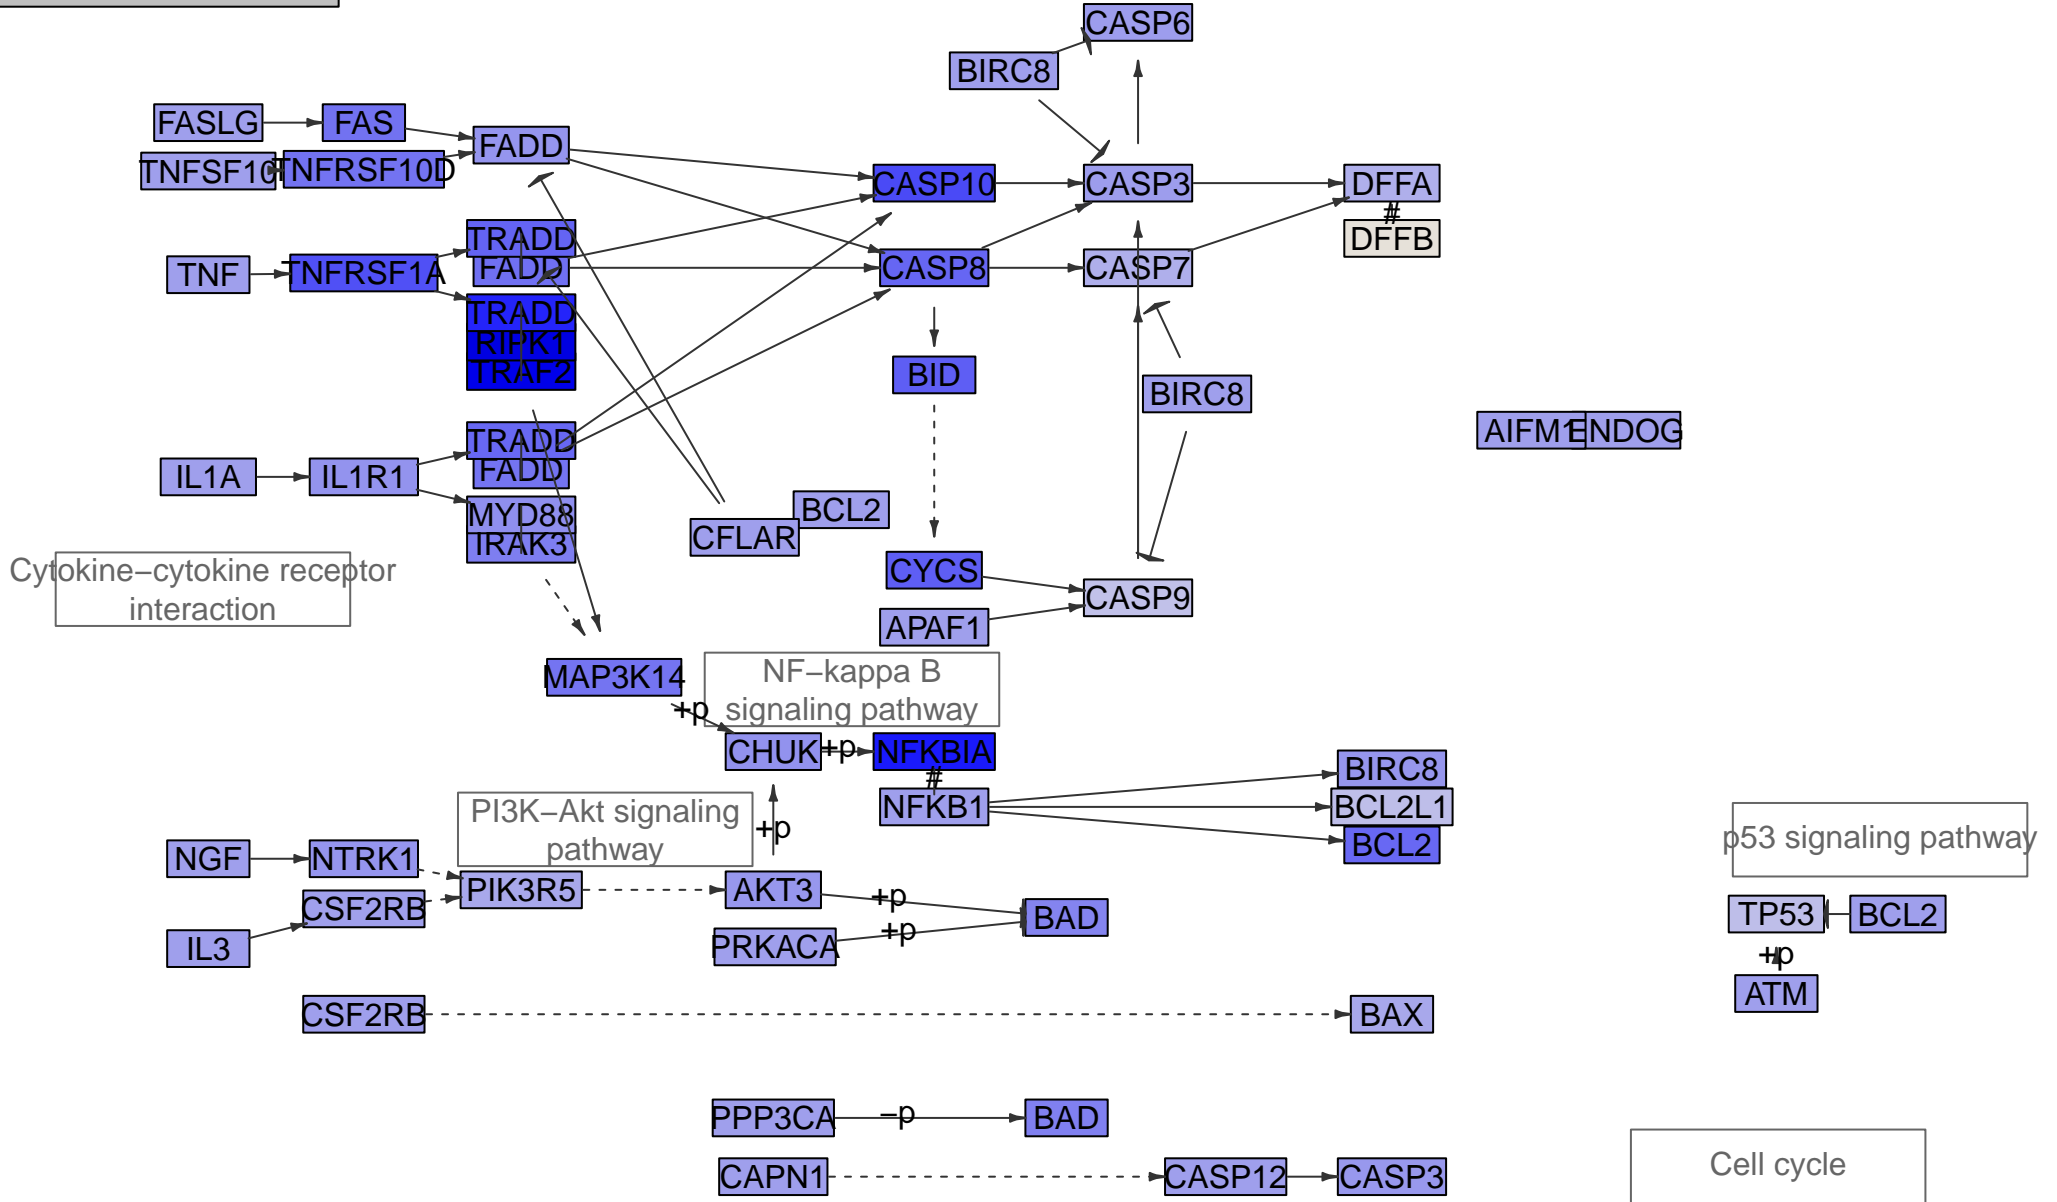 CASP6
BIRC8
FASLG
FAS
FADD
TNFSF10
TNFRSF10D
CASP10
CASP3
DFFA
#
DFFB
TRADD
FADD
TNF
TNFRSF1A
CASP8
CASP7
TRADD
RIPK1
TRAF2
BID
BIRC8
TRADD
FADD
AIFM1
ENDOG
IL1A
IL1R1
MYD88
IRAK3
BCL2
CFLAR
Cytokine−cytokine receptor
interaction
CYCS
CASP9
APAF1
MAP3K14
NF−kappa B
signaling pathway
+p
CHUK
+p
NFKBIA
#
NFKB1
BIRC8
BCL2L1
BCL2
PI3K−Akt signaling
pathway
+p
p53 signaling pathway
NGF
NTRK1
PIK3R5
AKT3
+p
CSF2RB
IL3
PRKACA
+p
BAD
TP53
BCL2
+p
ATM
CSF2RB
BAX
PPP3CA
−p
BAD
CAPN1
CASP12
CASP3
Cell cycle